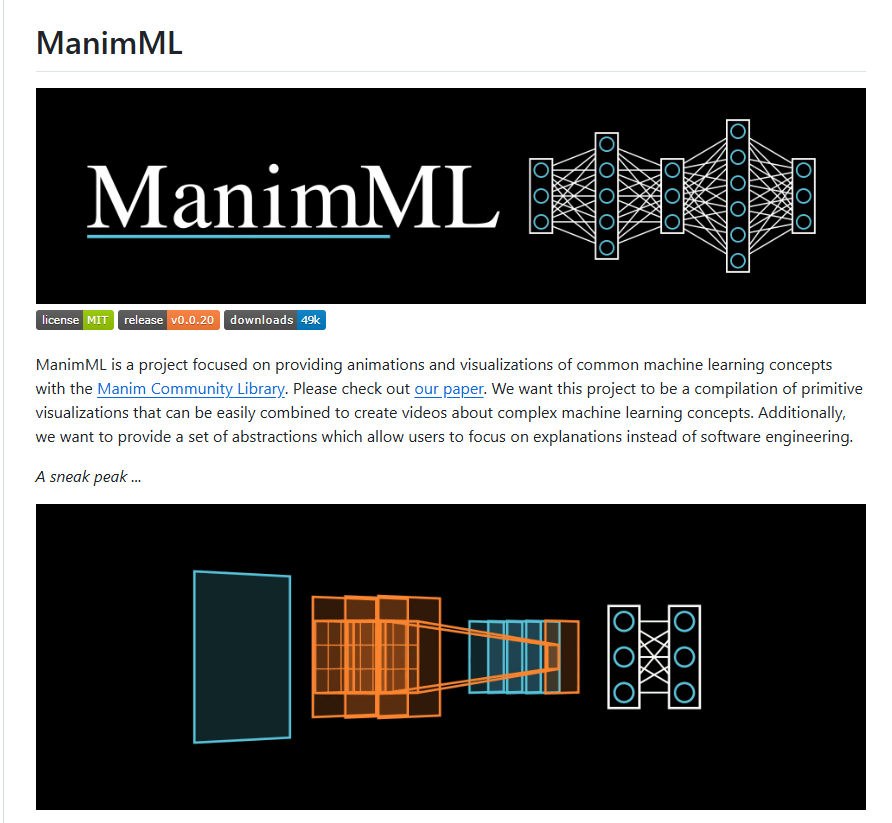 ManimML
ManimML
license MIT release v0.0.20 downloads 49k
ManimML is a project focused on providing animations and visualizations of common machine learning concepts
with the Manim Community Library. Please check out our paper. We want this project to be a compilation of primitive
visualizations that can be easily combined to create videos about complex machine learning concepts. Additionally,
we want to provide a set of abstractions which allow users to focus on explanations instead of software engineering.
A sneak peak ...